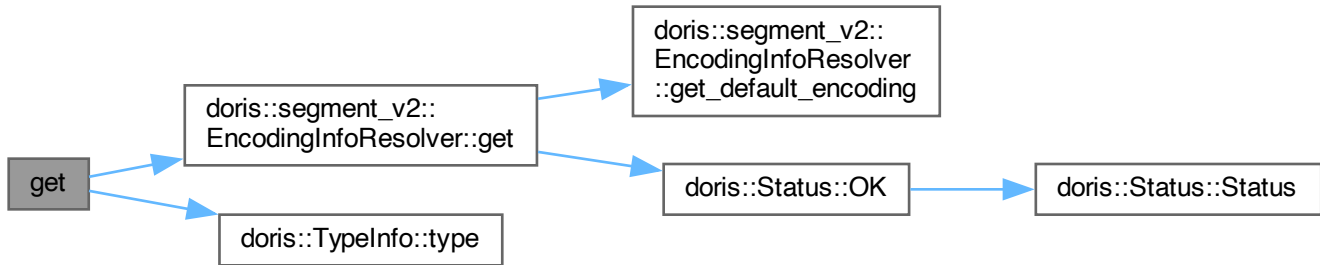 get
doris::segment_v2::
EncodingInfoResolver::get
doris::TypeInfo::type
doris::segment_v2::
EncodingInfoResolver
::get_default_encoding
doris::Status::OK
doris::Status::Status